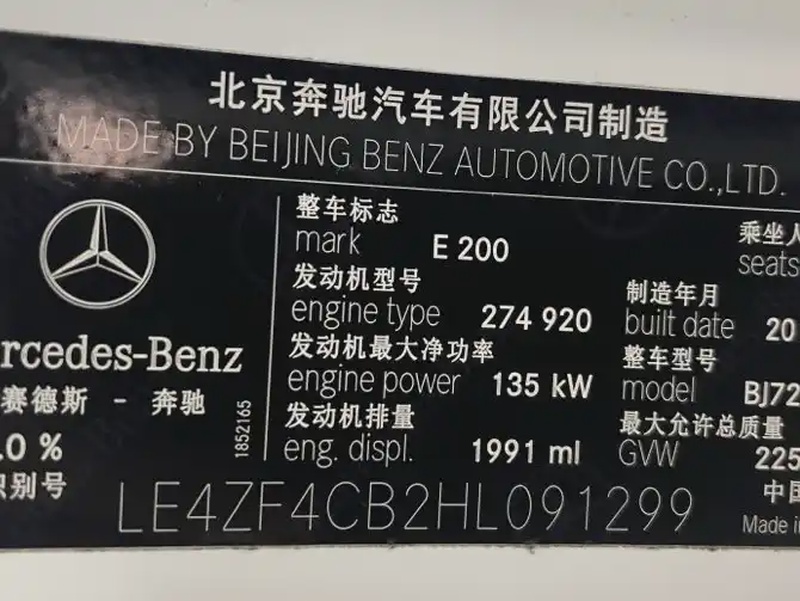 北京奔驰汽车有限公司制造
MADE BY BEIJING BENZ AUTOMOTIVE CO.,LTD.
rcedes-Benz
赛德斯 - 奔驰
.0 %
识别号
1852165
整车标志
mark E 200
发动机型号
engine type 274 920
发动机最大净功率
engine power 135 kW
发动机排量
eng. displ. 1991 ml
乘坐人
seats
制造年月
built date 20
整车型号
model BJ72
最大允许总质量
GVW 225
中国
Made in
LE4ZF4CB2HL091299